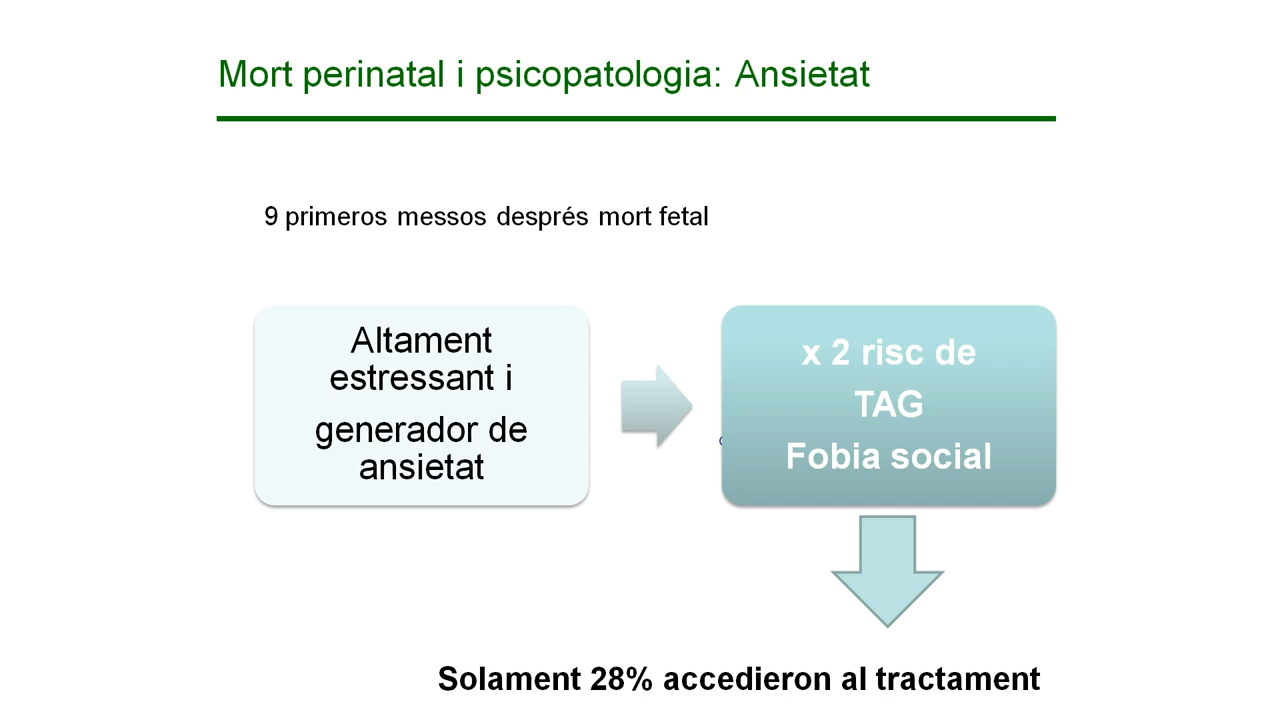 Mort perinatal i psicopatologia: Ansietat
9 primeros messos després mort fetal
Altament
estressant i
generador de
ansietat
x 2 risc de
TAG
Fobia social
Solament 28% accedieron al tractament